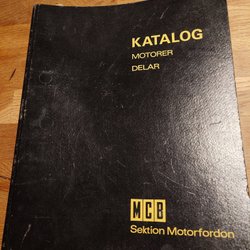 KATALOG
MOTORER
DELAR
MCB
Sektion Motorfordon